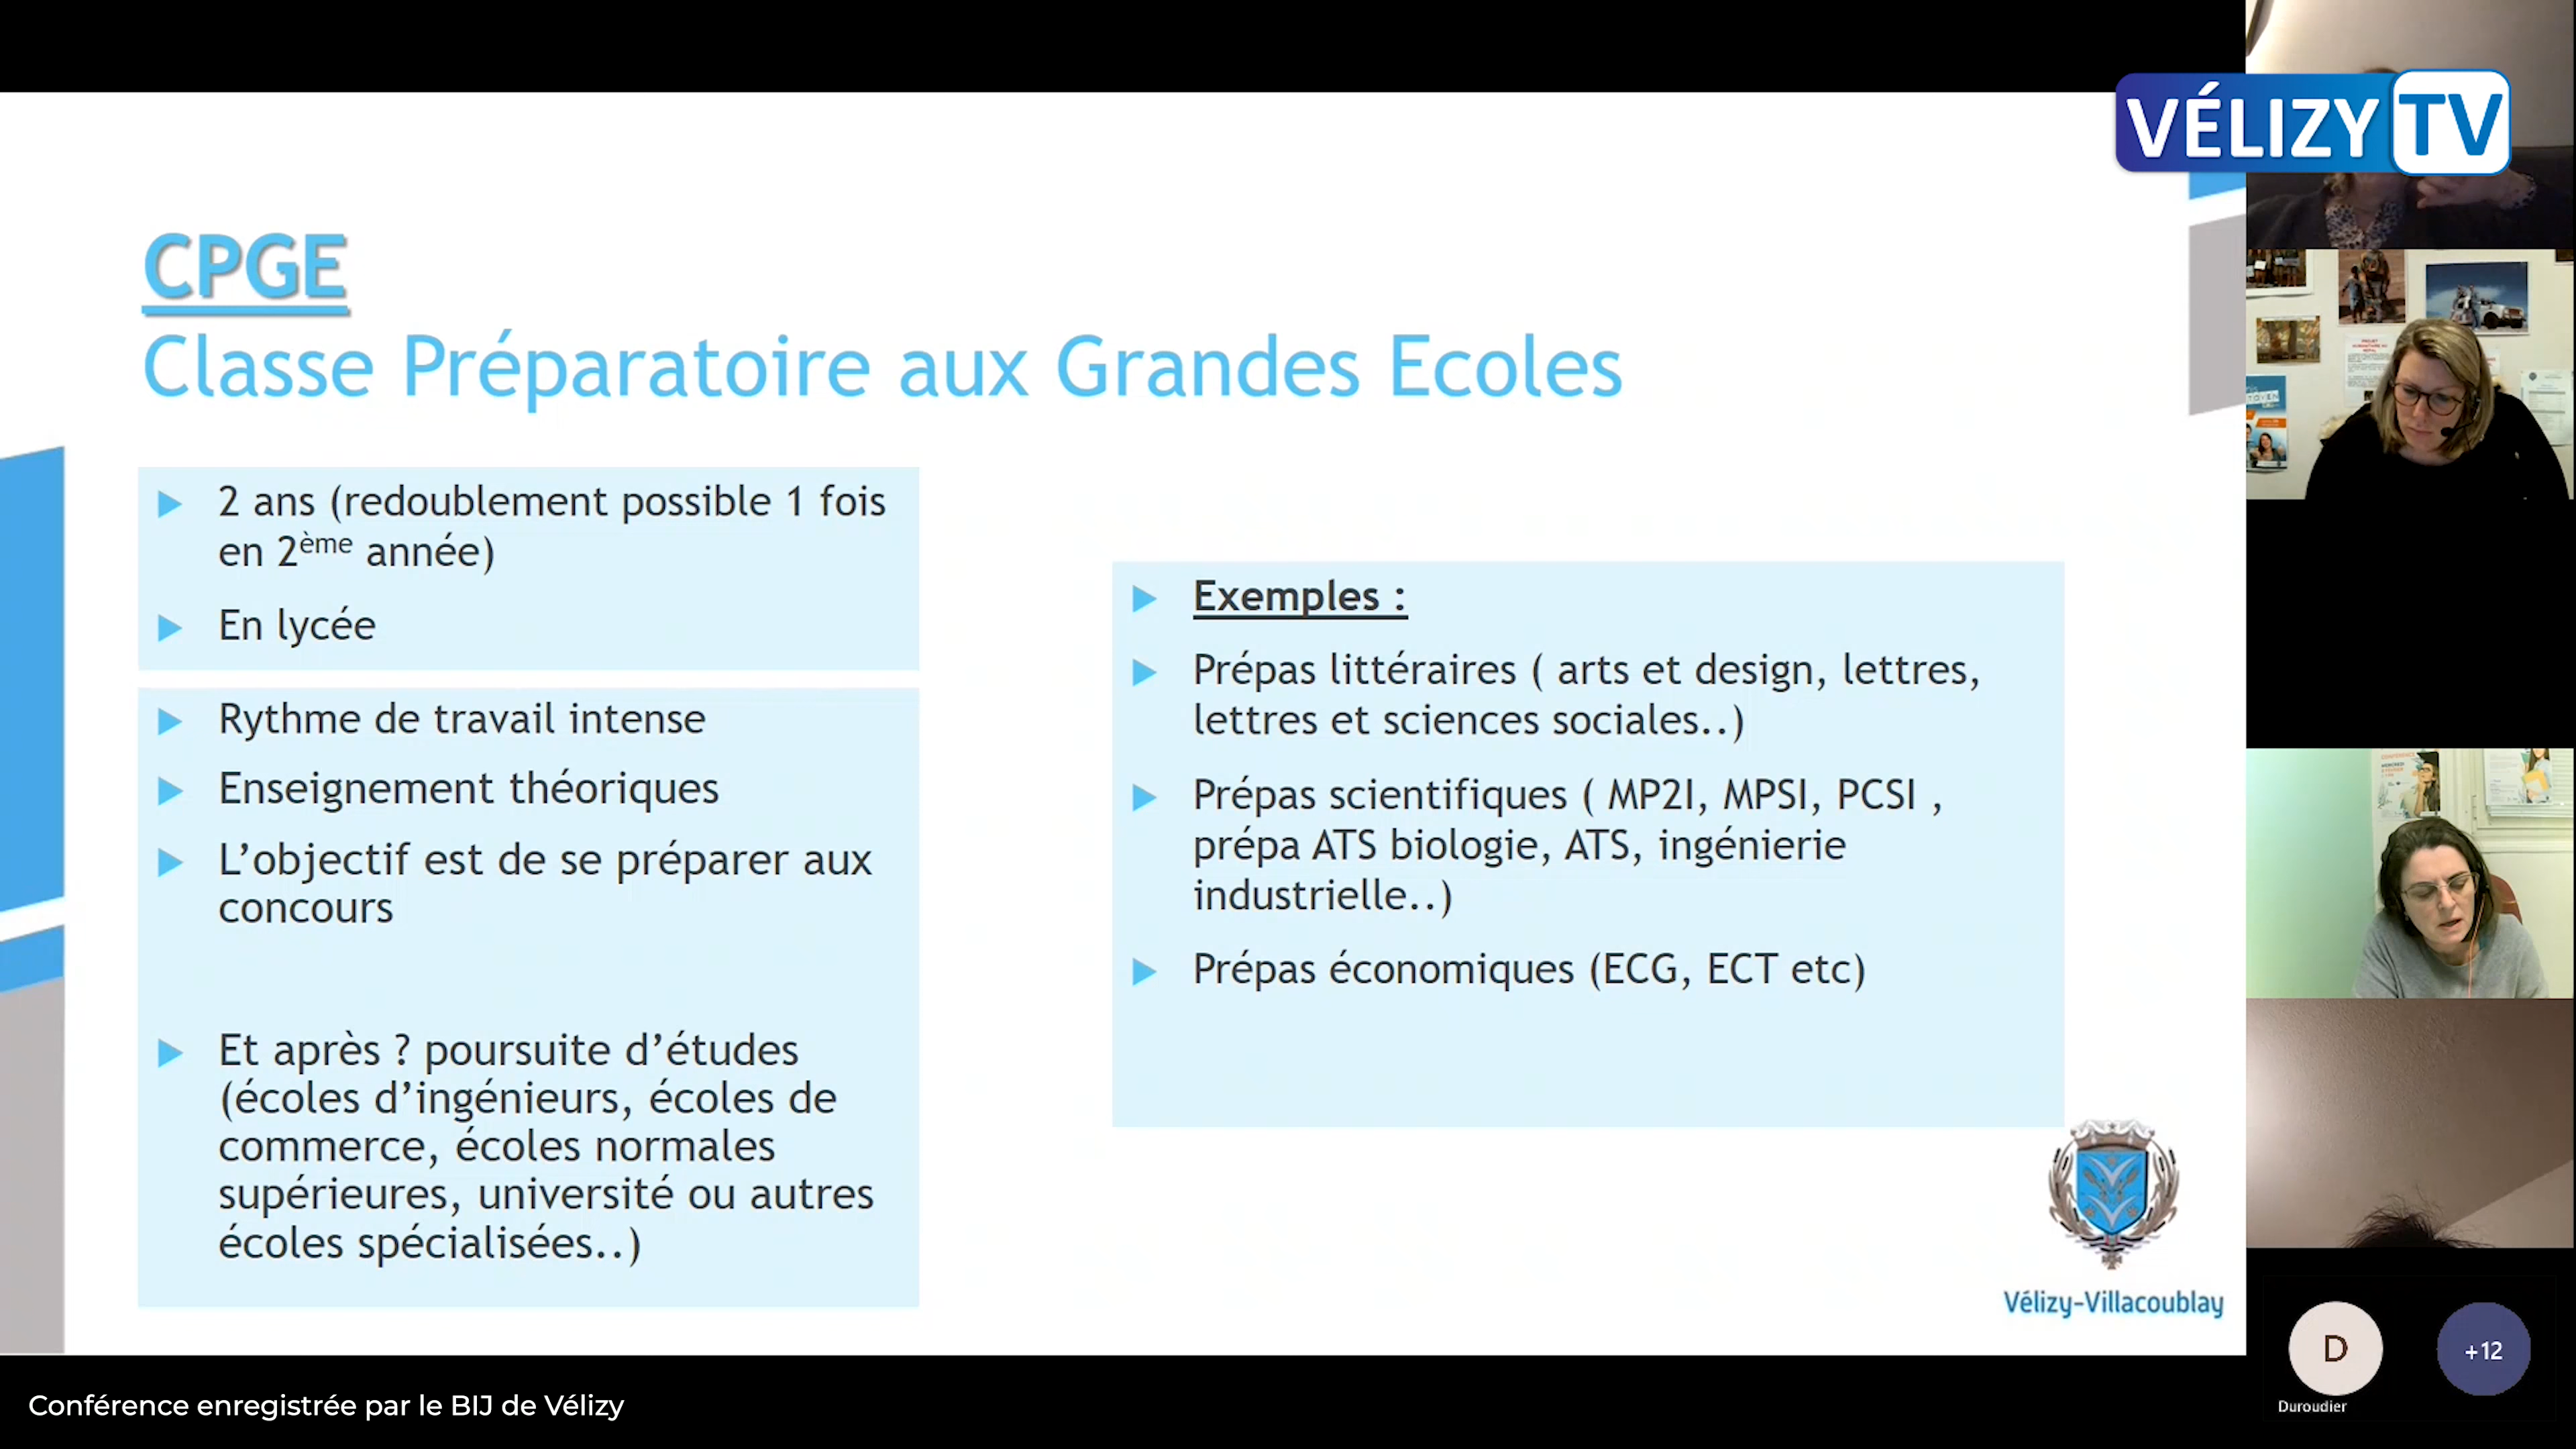 VÉLIZY TV
CPGE
Classe Préparatoire aux Grandes Ecoles
2 ans (redoublement possible 1 fois
en 2ème année)
En lycée
Rythme de travail intense
Enseignement théoriques
L’objectif est de se préparer aux
concours
Et après ? poursuite d’études
(écoles d’ingénieurs, écoles de
commerce, écoles normales
supérieures, université ou autres
écoles spécialisées..)
Exemples :
Prépas littéraires ( arts et design, lettres,
lettres et sciences sociales..)
Prépas scientifiques ( MP2I, MPSI, PCSI ,
prépa ATS biologie, ATS, ingénierie
industrielle..)
Prépas économiques (ECG, ECT etc)
Vélizy-Villacoublay
D
+12
Duroudier
Conférence enregistrée par le BIJ de Vélizy